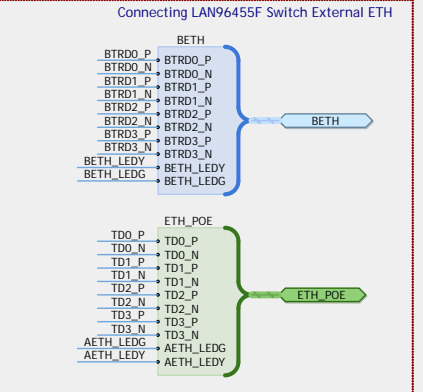 Connecting LAN96455F Switch External ETH
BETH
BTRD0_P BTRD0_P
BTRD0_N BTRD0_N
BTRD1_P BTRD1_P
BTRD1_N BTRD1_N
BTRD2_P BTRD2_P
BTRD2_N BTRD2_N
BTRD3_P BTRD3_P
BTRD3_N BTRD3_N
BETH_LEDY BETH_LEDY
BETH_LEDG BETH_LEDG
BETH
ETH_POE
TD0_P TD0_P
TD0_N TD0_N
TD1_P TD1_P
TD1_N TD1_N
TD2_P TD2_P
TD2_N TD2_N
TD3_P TD3_P
TD3_N TD3_N
AETH_LEDG AETH_LEDG
AETH_LEDY AETH_LEDY
ETH_POE